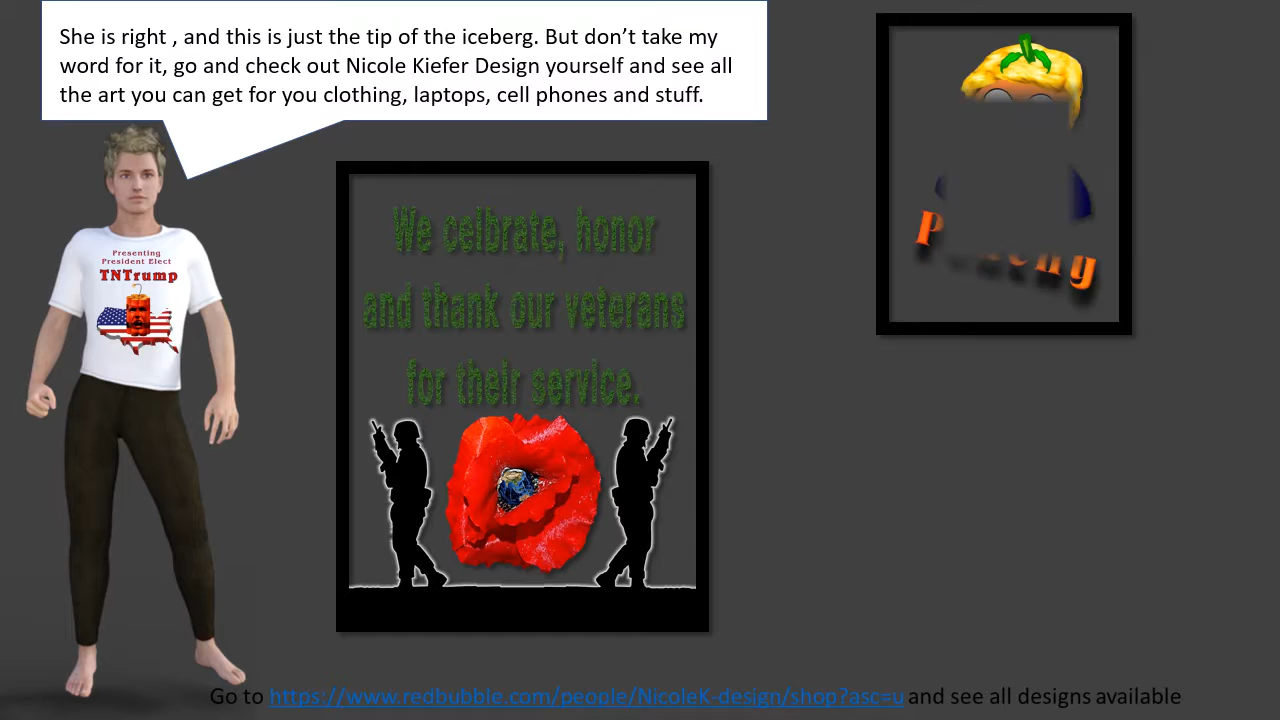 She is right , and this is just the tip of the iceberg. But don’t take my
word for it, go and check out Nicole Kiefer Design yourself and see all
the art you can get for you clothing, laptops, cell phones and stuff.
Presenting
President Elect
TNTrump
We celbrate, honor
and thank our veterans
for their service.
Go to https://www.redbubble.com/people/NicoleK-design/shop?asc=u and see all designs available